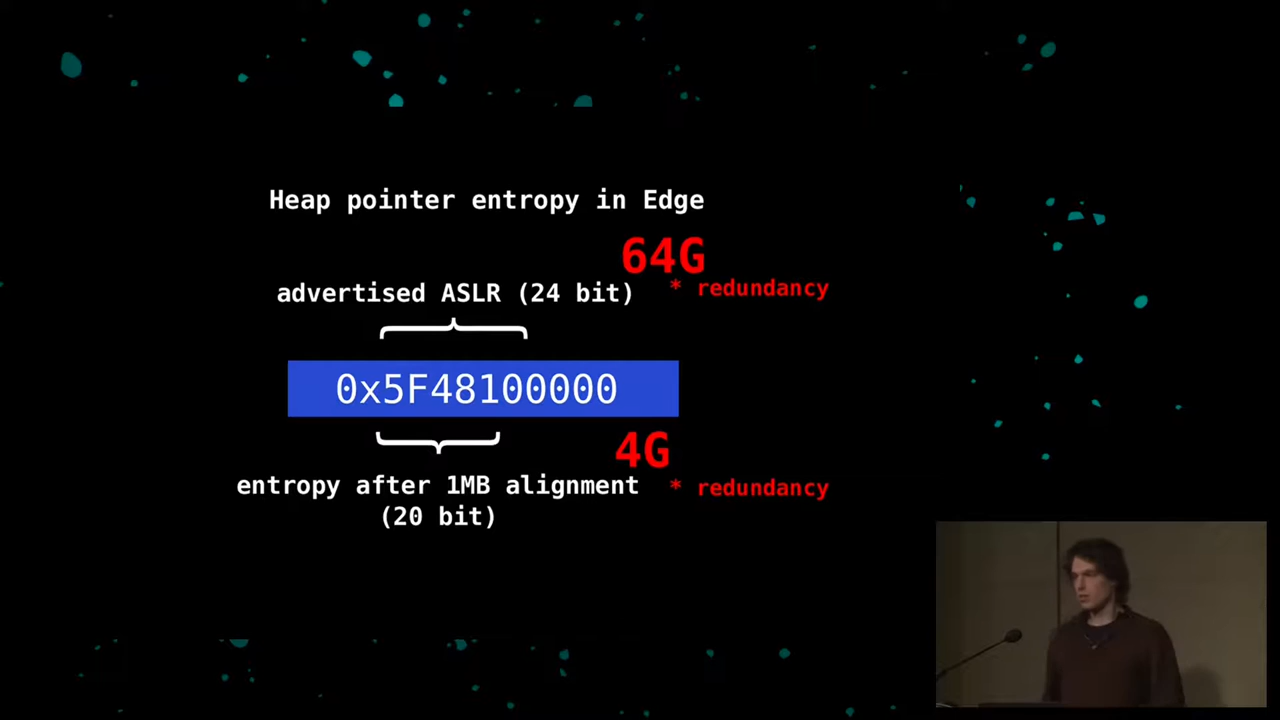 Heap pointer entropy in Edge
64G
advertised ASLR (24 bit) * redundancy
0x5F48100000
4G
entropy after 1MB alignment * redundancy
(20 bit)